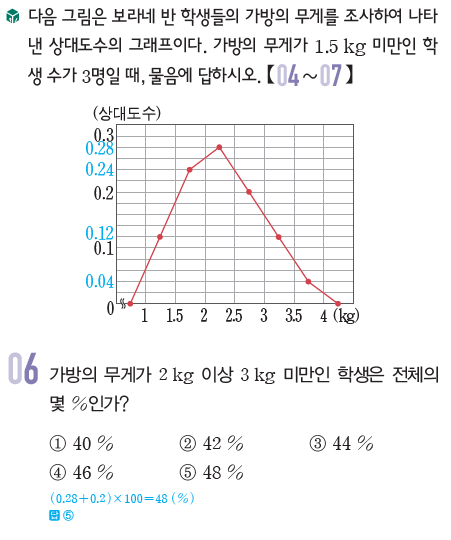 다음 그림은 보라네 반 학생들의 가방의 무게를 조사하여 나타
낸 상대도수의 그래프이다. 가방의 무게가 1.5 kg 미만인 학
생 수가 3명일 때, 물음에 답하시오.【04~07】
(상대도수)
0.3
0.28
0.24
0.2
0.12
0.1
0.04
0
1 1.5 2 2.5 3 3.5 4 (kg)
06 가방의 무게가 2 kg 이상 3 kg 미만인 학생은 전체의
몇 %인가?
① 40 % ② 42 % ③ 44 %
④ 46 % ⑤ 48 %
(0.28+0.2)×100=48 (%)
답 ⑤